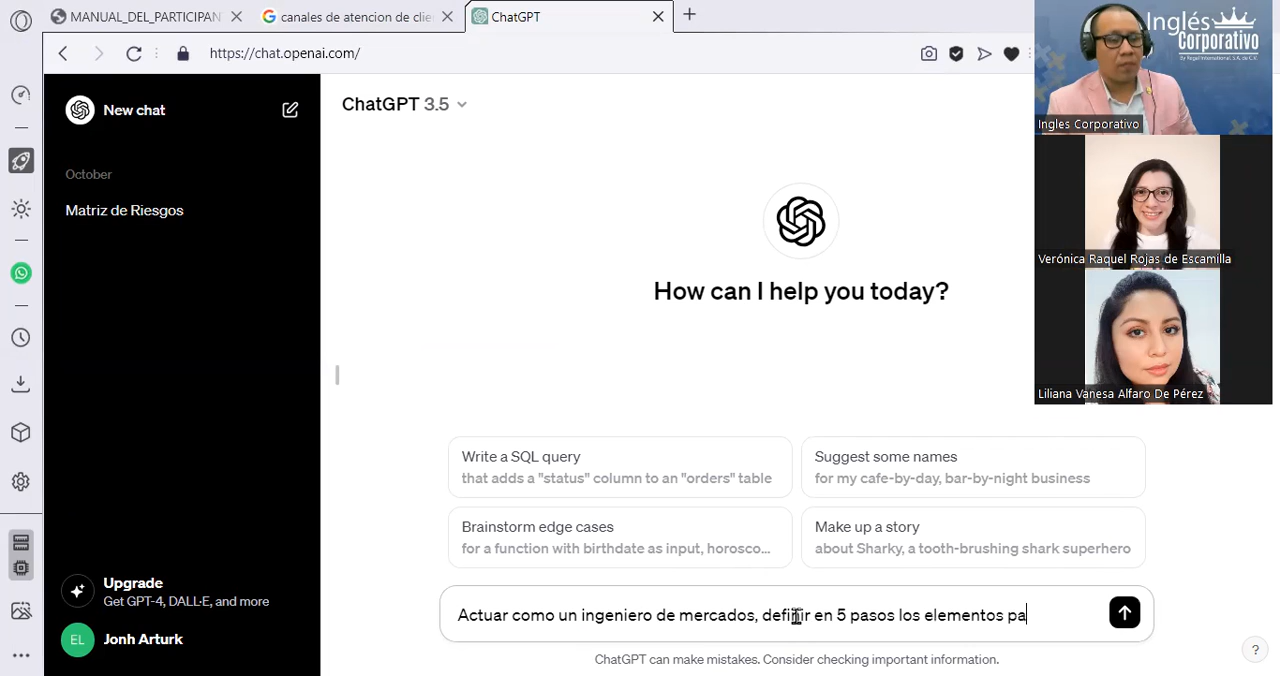 MANUAL_DEL_PARTICIPAN
canales de atencion de clie
ChatGPT
https://chat.openai.com/
New chat
October
Matriz de Riesgos
ChatGPT 3.5
How can I help you today?
Write a SQL query
that adds a "status" column to an "orders" table
Suggest some names
for my cafe-by-day, bar-by-night business
Brainstorm edge cases
for a function with birthdate as input, horosco...
Make up a story
about Sharky, a tooth-brushing shark superhero
Upgrade
Get GPT-4, DALL·E, and more
EL
Jonh Arturk
Actuar como un ingeniero de mercados, definir en 5 pasos los elementos pa
ChatGPT can make mistakes. Consider checking important information.
?
Inglés
Corporativo
By Regal International, S.A. de C.V.
Ingles Corporativo
Verónica Raquel Rojas de Escamilla
Liliana Vanesa Alfaro De Pérez